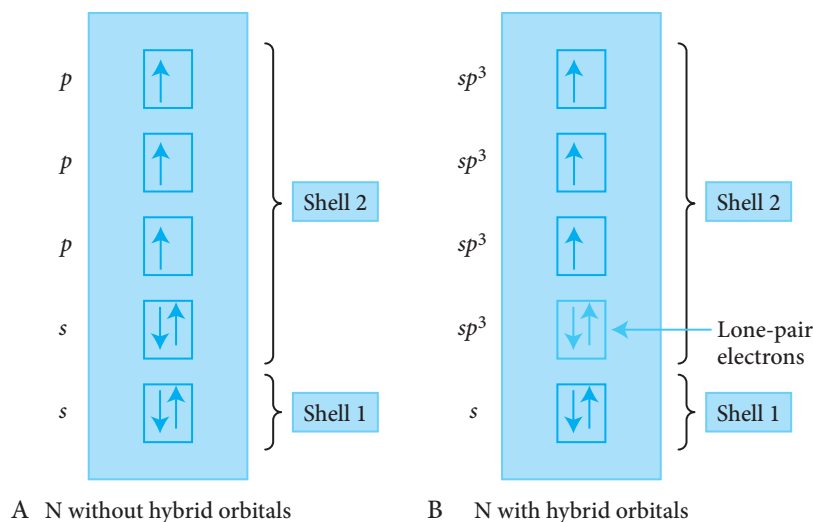 p
p
p
s
s
Shell 2
Shell 1
A N without hybrid orbitals
sp³
sp³
sp³
sp³
s
Shell 2
Lone-pair
electrons
Shell 1
B N with hybrid orbitals